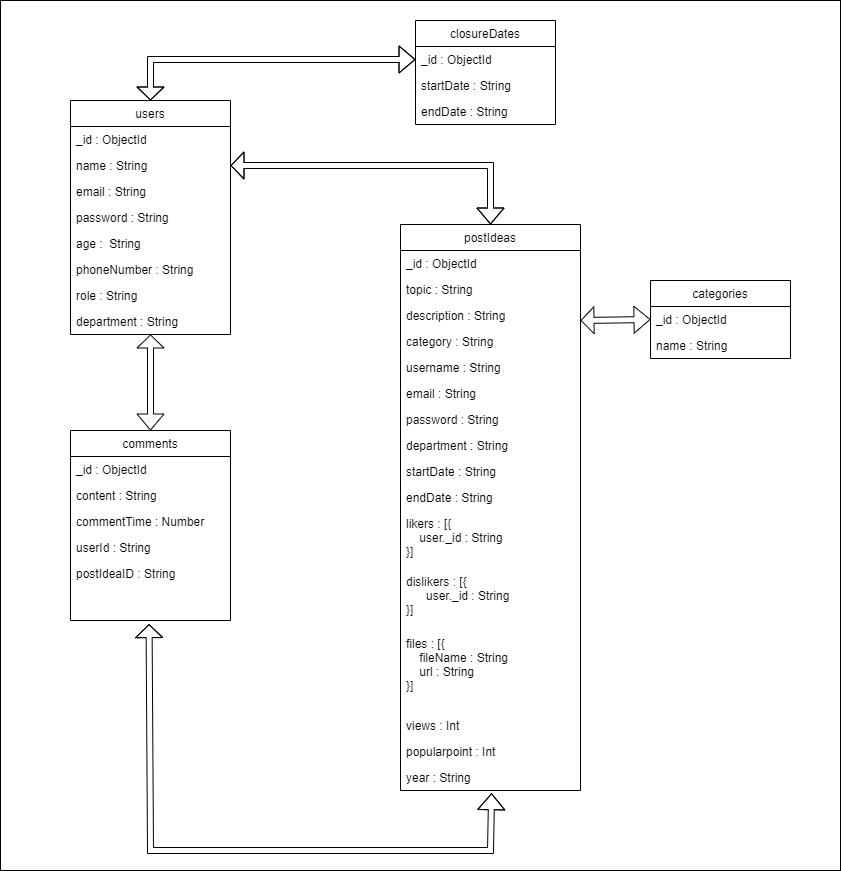 closureDates
_id : ObjectId
startDate : String
endDate : String
users
_id : ObjectId
name : String
email : String
password : String
age :  String
phoneNumber : String
role : String
department : String
postIdeas
_id : ObjectId
topic : String
description : String
category : String
username : String
email : String
password : String
department : String
startDate : String
endDate : String
likers : [{
user._id : String
}]
dislikers : [{
user._id : String
}]
files : [{
fileName : String
url : String
}]
views : Int
popularpoint : Int
year : String
categories
_id : ObjectId
name : String
comments
_id : ObjectId
content : String
commentTime : Number
userId : String
postIdeaID : String